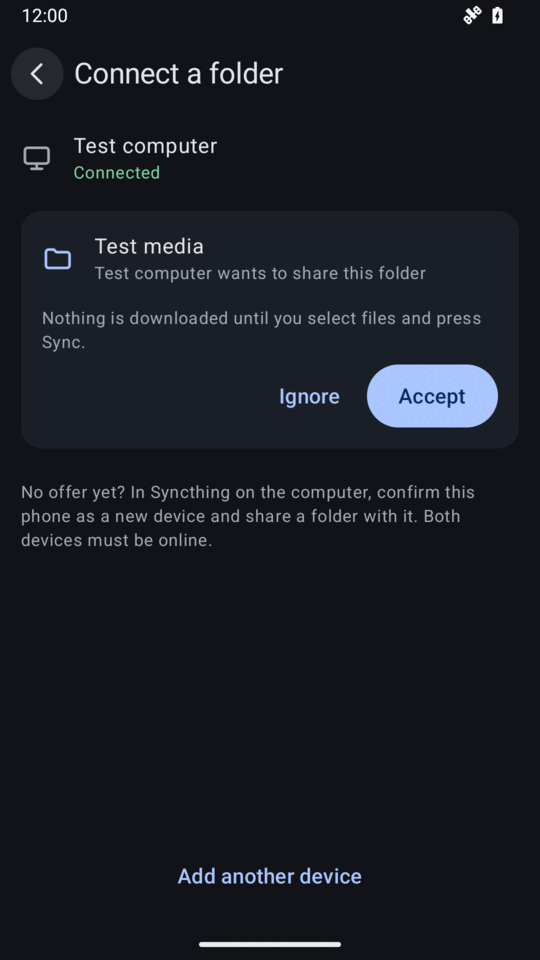 12:00
Connect a folder
Test computer
Connected
Test media
Test computer wants to share this folder
Nothing is downloaded until you select files and press
Sync.
Ignore
Accept
No offer yet? In Syncthing on the computer, confirm this
phone as a new device and share a folder with it. Both
devices must be online.
Add another device